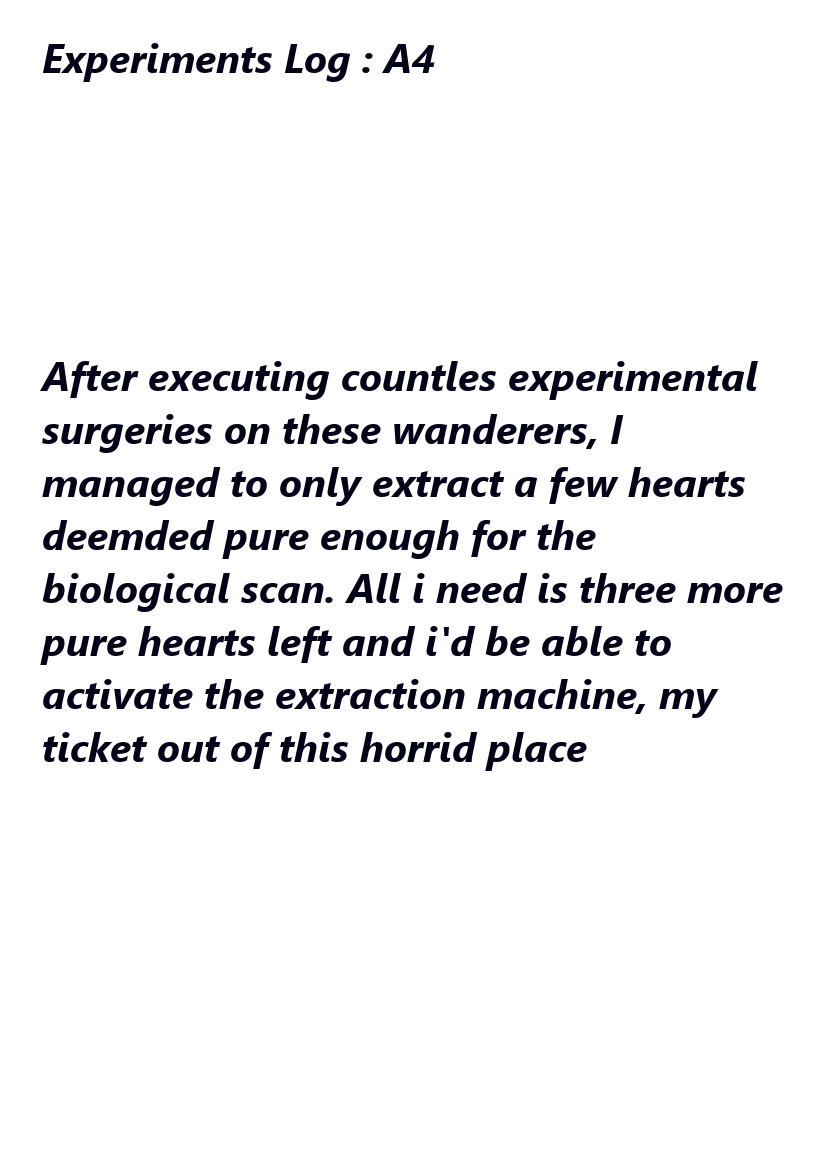 Experiments Log : A4
After executing countles experimental
surgeries on these wanderers, I
managed to only extract a few hearts
deemded pure enough for the
biological scan. All i need is three more
pure hearts left and i'd be able to
activate the extraction machine, my
ticket out of this horrid place